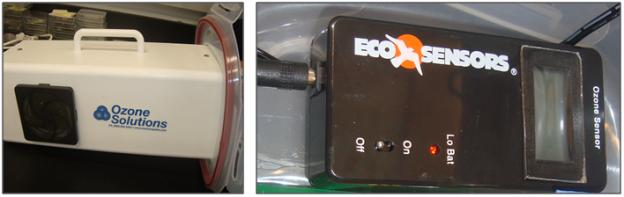 Ozone
Solutions
ECO SENSORS®
Off
On
Lo Bat
Ozone Sensor